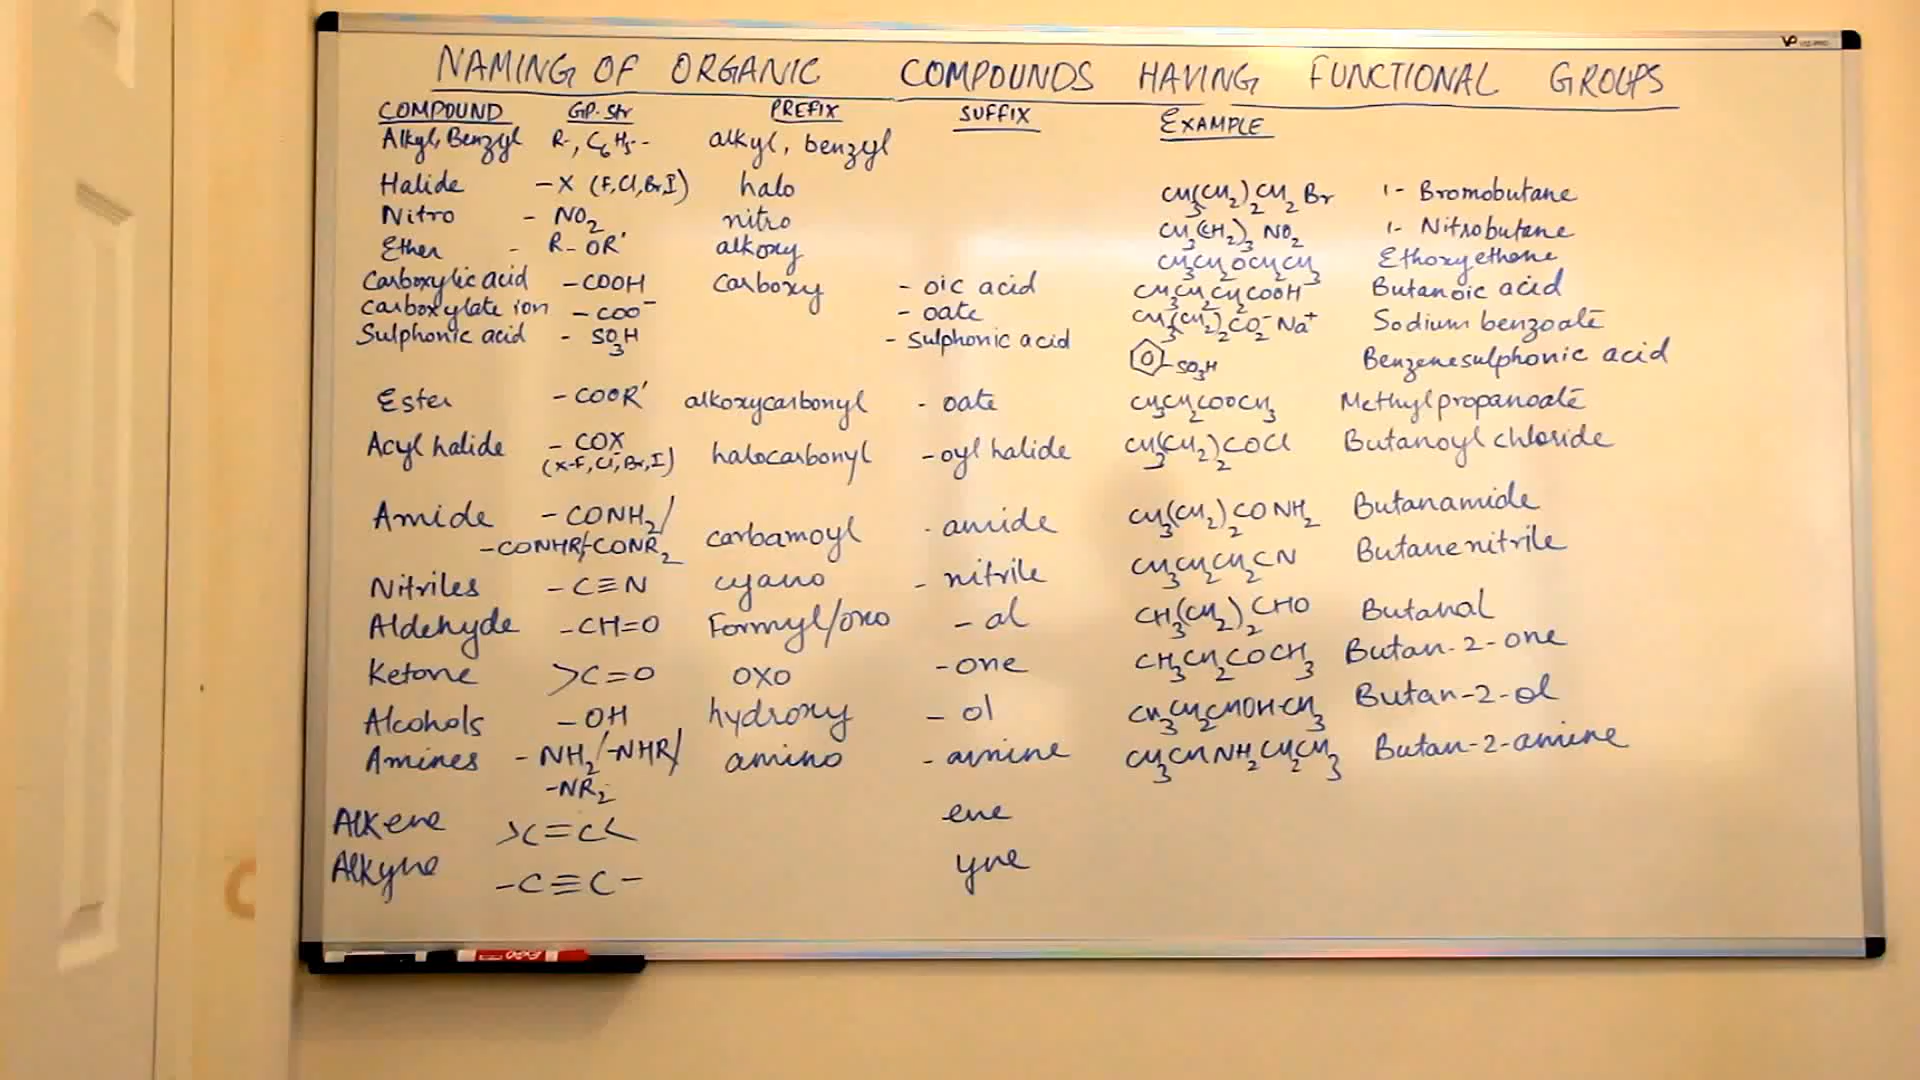 NAMING OF ORGANIC COMPOUNDS HAVING FUNCTIONAL GROUPS
COMPOUND GP. Str PREFIX SUFFIX EXAMPLE
Alkyl, Benzyl R-, C6H5- alkyl, benzyl
Halide -X (F,Cl,Br,I) halo CH3(CH2)2CH2Br 1-Bromobutane
Nitro -NO2 nitro CH3(CH2)3NO2 1-Nitrobutane
Ether - R-OR' alkoxy CH3CH2OCH2CH3 Ethoxyethane
Carboxylic acid -COOH Carboxy -oic acid CH3CH2CH2COOH Butanoic acid
Carboxylate ion -COO⁻ -oate CH3(CH2)2CO2⁻Na⁺ Sodium benzoate
Sulphonic acid -SO3H -Sulphonic acid -SO3H Benzenesulphonic acid
Ester -COOR' alkoxycarbonyl -oate CH3CH2COOCH3 Methylpropanoate
Acyl halide -COX halocarbonyl -oyl halide CH3(CH2)2COCl Butanoyl chloride
(X-F,Cl,Br,I)
Amide -CONH2/ carbamoyl -amide CH3(CH2)2CONH2 Butanamide
-CONHR/-CONR2
Nitriles -C≡N cyano -nitrile CH3CH2CH2CN Butanenitrile
Aldehyde -CH=O Formyl/oxo -al CH3(CH2)2CHO Butanal
Ketone >C=O oxo -one CH3CH2COCH3 Butan-2-one
Alcohols -OH hydroxy -ol CH3CH2CHOHCH3 Butan-2-ol
Amines -NH2/-NHR/ amino -amine CH3CHNH2CH2CH3 Butan-2-amine
-NR2
Alkene >C=C< ene
Alkyne -C≡C- yne
EXPO